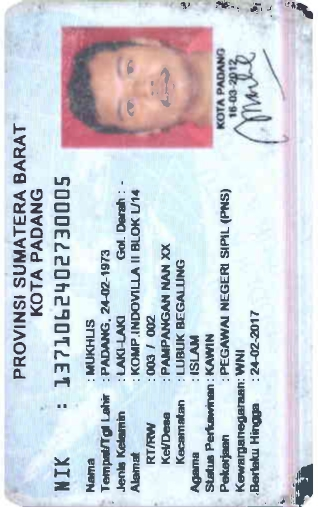 PROVINSI SUMATERA BARAT
KOTA PADANG
NIK : 1371062402730005
Nama : MUKHLIS
Tempat/Tgl Lahir : PADANG, 24-02-1973
Jenis Kelamin : LAKI-LAKI Gol. Darah : -
Alamat : KOMP INDOVILLA II BLOK L/14
RT/RW : 003 / 002
Kel/Desa : PAMPANGAN NAN XX
Kecamatan : LUBUK BEGALUNG
Agama : ISLAM
Status Perkawinan: KAWIN
Pekerjaan : PEGAWAI NEGERI SIPIL (PNS)
Kewarganegaraan: WNI
Berlaku Hingga : 24-02-2017
KOTA PADANG
16-03-2012